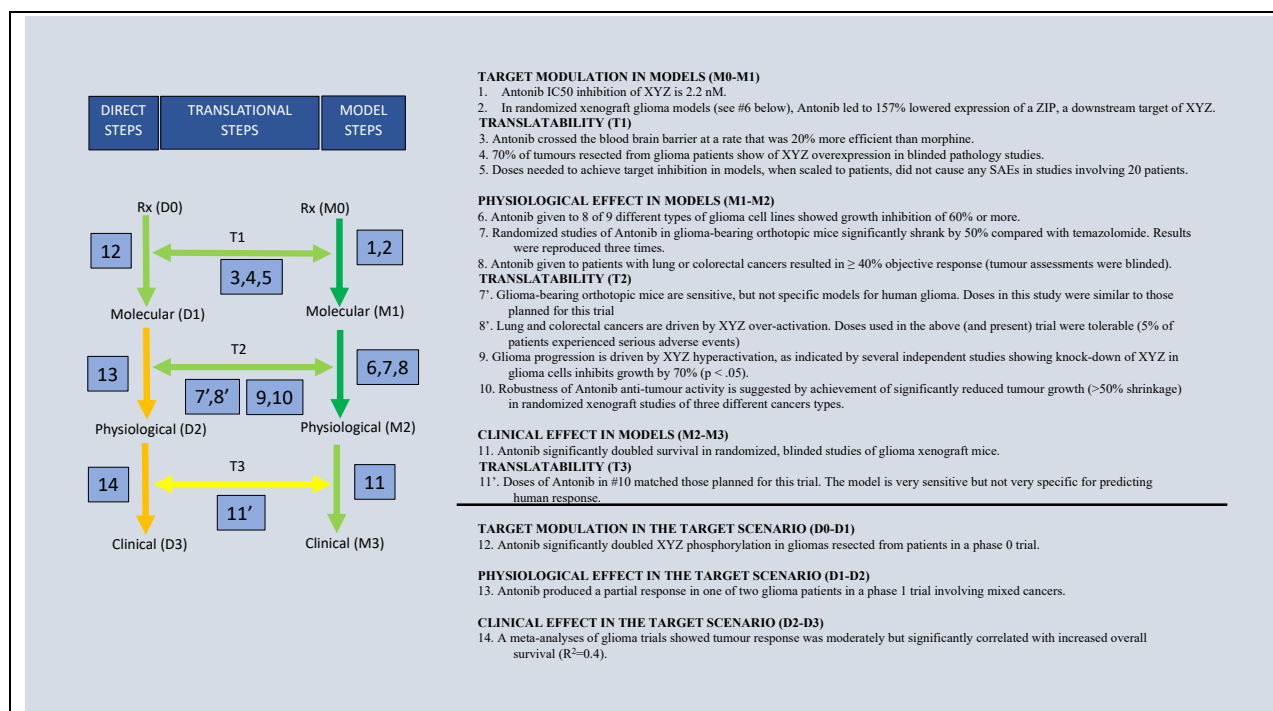 DIRECT
STEPS
TRANSLATIONAL
STEPS
MODEL
STEPS
Rx (D0)
Rx (M0)
T1
12
1,2
3,4,5
Molecular (D1)
Molecular (M1)
T2
13
6,7,8
7′,8′
9,10
Physiological (D2)
Physiological (M2)
T3
14
11
11′
Clinical (D3)
Clinical (M3)
TARGET MODULATION IN MODELS (M0-M1)
1. Antonib IC50 inhibition of XYZ is 2.2 nM.
2. In randomized xenograft glioma models (see #6 below), Antonib led to 157% lowered expression of a ZIP, a downstream target of XYZ.
TRANSLATABILITY (T1)
3. Antonib crossed the blood brain barrier at a rate that was 20% more efficient than morphine.
4. 70% of tumours resected from glioma patients show of XYZ overexpression in blinded pathology studies.
5. Doses needed to achieve target inhibition in models, when scaled to patients, did not cause any SAEs in studies involving 20 patients.
PHYSIOLOGICAL EFFECT IN MODELS (M1-M2)
6. Antonib given to 8 of 9 different types of glioma cell lines showed growth inhibition of 60% or more.
7. Randomized studies of Antonib in glioma-bearing orthotopic mice significantly shrank by 50% compared with temazolomide. Results
were reproduced three times.
8. Antonib given to patients with lung or colorectal cancers resulted in ≥ 40% objective response (tumour assessments were blinded).
TRANSLATABILITY (T2)
7’. Glioma-bearing orthotopic mice are sensitive, but not specific models for human glioma. Doses in this study were similar to those
planned for this trial
8’. Lung and colorectal cancers are driven by XYZ over-activation. Doses used in the above (and present) trial were tolerable (5% of
patients experienced serious adverse events)
9. Glioma progression is driven by XYZ hyperactivation, as indicated by several independent studies showing knock-down of XYZ in
glioma cells inhibits growth by 70% (p < .05).
10. Robustness of Antonib anti-tumour activity is suggested by achievement of significantly reduced tumour growth (>50% shrinkage)
in randomized xenograft studies of three different cancers types.
CLINICAL EFFECT IN MODELS (M2-M3)
11. Antonib significantly doubled survival in randomized, blinded studies of glioma xenograft mice.
TRANSLATABILITY (T3)
11’. Doses of Antonib in #10 matched those planned for this trial. The model is very sensitive but not very specific for predicting
human response.
TARGET MODULATION IN THE TARGET SCENARIO (D0-D1)
12. Antonib significantly doubled XYZ phosphorylation in gliomas resected from patients in a phase 0 trial.
PHYSIOLOGICAL EFFECT IN THE TARGET SCENARIO (D1-D2)
13. Antonib produced a partial response in one of two glioma patients in a phase 1 trial involving mixed cancers.
CLINICAL EFFECT IN THE TARGET SCENARIO (D2-D3)
14. A meta-analyses of glioma trials showed tumour response was moderately but significantly correlated with increased overall
survival (R²=0.4).